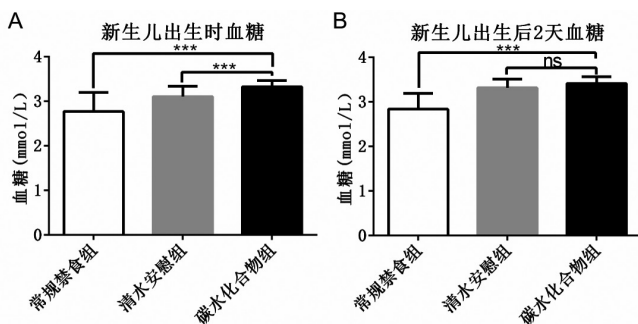 A
新生儿出生时血糖
***
***
血糖(mmol/L)
4
3
2
1
0
常规禁食组
清水安慰组
碳水化合物组
B
新生儿出生后2天血糖
***
ns
血糖(mmol/L)
4
3
2
1
0
常规禁食组
清水安慰组
碳水化合物组